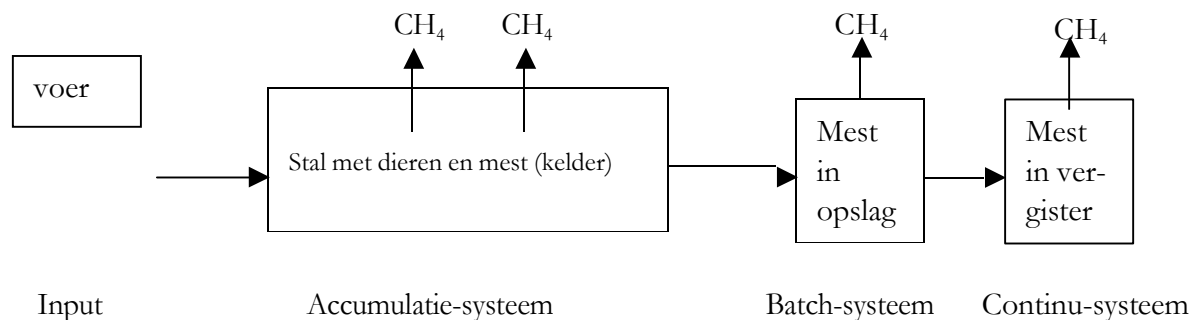 CH₄ CH₄ CH₄ CH₄
voer
Stal met dieren en mest (kelder)
Mest
in
opslag
Mest
in ver-
gister
Input Accumulatie-systeem Batch-systeem Continu-systeem